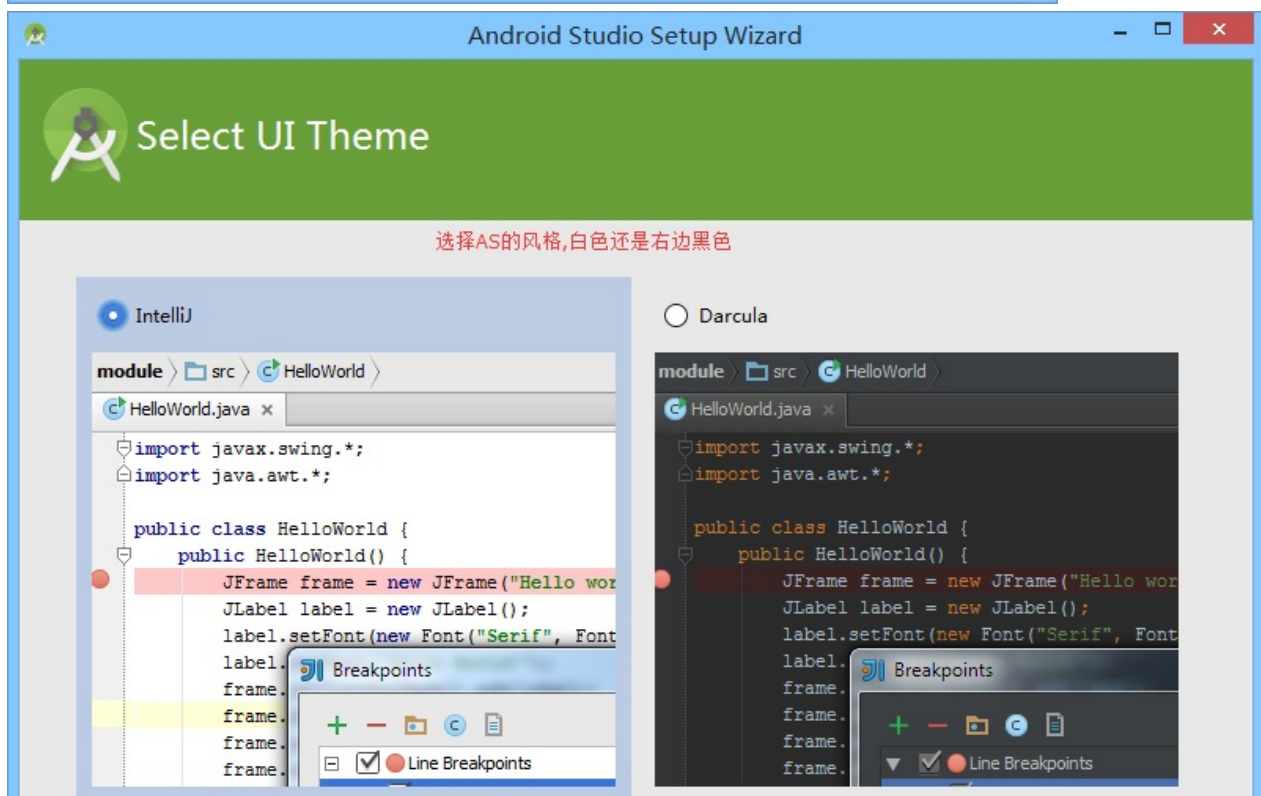 Android Studio Setup Wizard
Select UI Theme
选择AS的风格,白色还是右边黑色
IntelliJ
module src HelloWorld
HelloWorld.java
import javax.swing.*;
import java.awt.*;
public class HelloWorld {
public HelloWorld() {
JFrame frame = new JFrame("Hello wor
JLabel label = new JLabel();
label.setFont(new Font("Serif", Font
label.
frame.
frame.
frame.
frame.
Breakpoints
Line Breakpoints
Darcula
module src HelloWorld
HelloWorld.java
import javax.swing.*;
import java.awt.*;
public class HelloWorld {
public HelloWorld() {
JFrame frame = new JFrame("Hello wor
JLabel label = new JLabel();
label.setFont(new Font("Serif", Font
label.
frame.
frame.
frame.
frame.
Breakpoints
Line Breakpoints